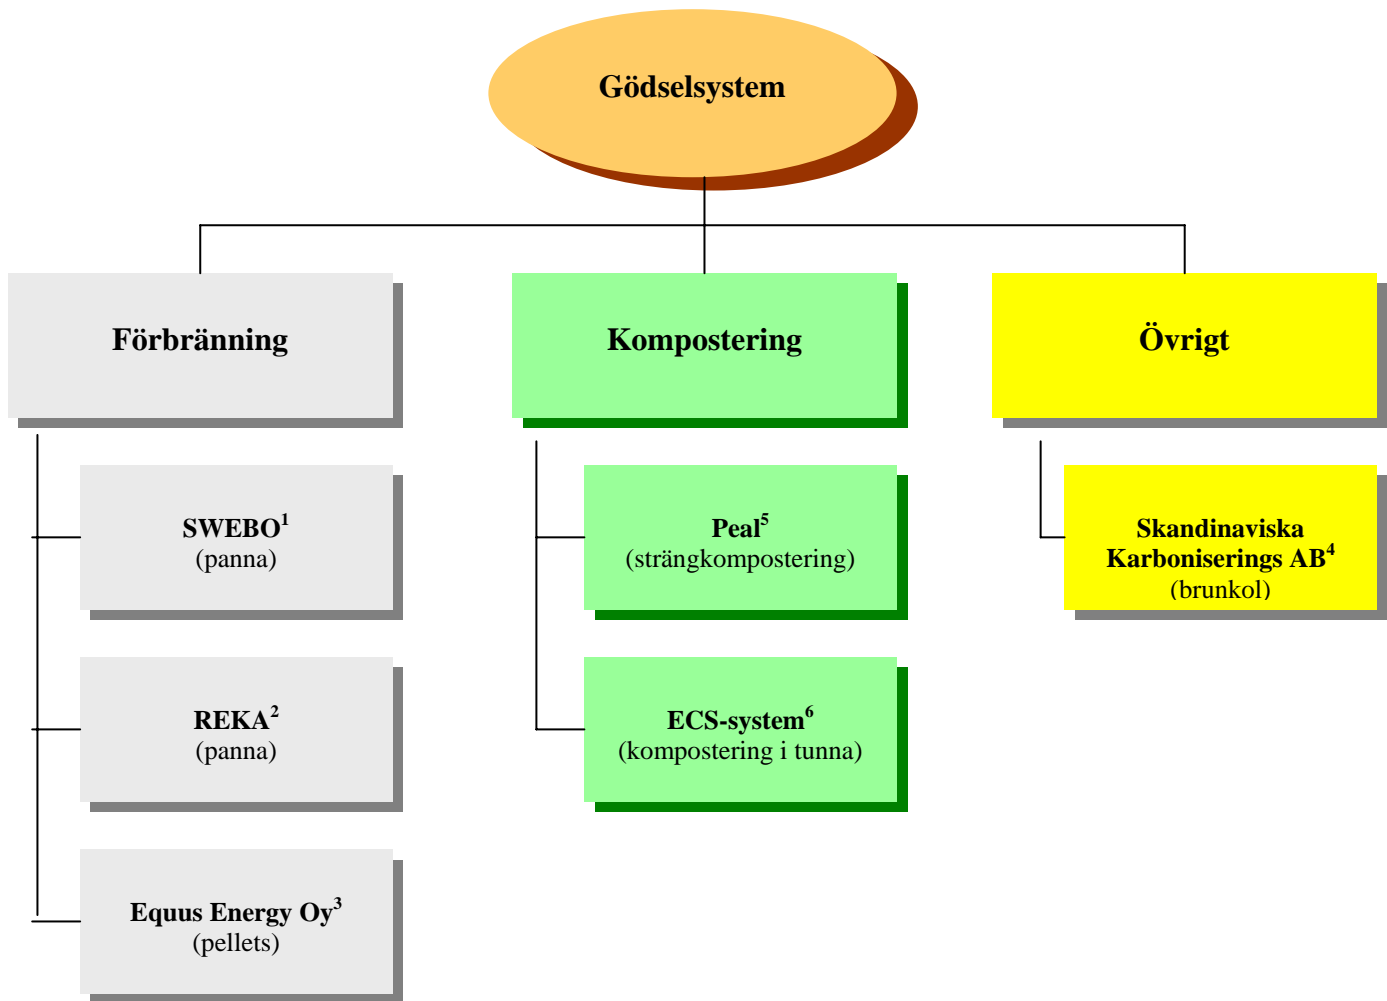 Gödselsystem
Förbränning
Kompostering
Övrigt
SWEBO¹
(panna)
Peal⁵
(strängkompostering)
Skandinaviska
Karboniserings AB⁴
(brunkol)
REKA²
(panna)
ECS-system⁶
(kompostering i tunna)
Equus Energy Oy³
(pellets)